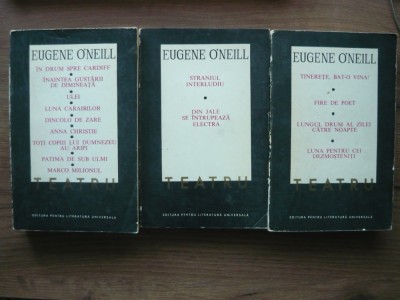 EUGENE O'NEILL
ÎN DRUM SPRE CARDIFF
ÎNAINTEA GUSTĂRII
DE DIMINEAȚĂ
ULEI
LUNA CARAIBILOR
DINCOLO DE ZARE
ANNA CHRISTIE
TOȚI COPIII LUI DUMNEZEU
AU ARIPI
PATIMA DE SUB ULMI
MARCO MILIONUL
TEATRU
EDITURA PENTRU LITERATURĂ UNIVERSALĂ
EUGENE O'NEILL
STRANIUL
INTERLUDIU
DIN JALE
SE ÎNTRUPEAZĂ
ELECTRA
TEATRU
EDITURA PENTRU LITERATURĂ UNIVERSALĂ
EUGENE O'NEILL
TINEREȚE, BAT-O VINA!
FIRE DE POET
LUNGUL DRUM AL ZILEI
CĂTRE NOAPTE
LUNA PENTRU CEI
DEZMOȘTENIȚI
TEATRU
EDITURA PENTRU LITERATURĂ UNIVERSALĂ